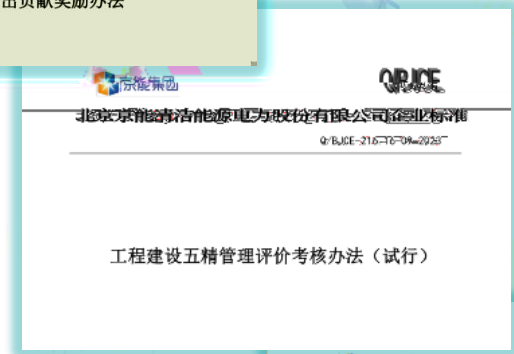 出贡献奖励办法
京能集团
Q/BJCE
北京京能清洁能源电力股份有限公司企业标准
工程建设五精管理评价考核办法（试行）